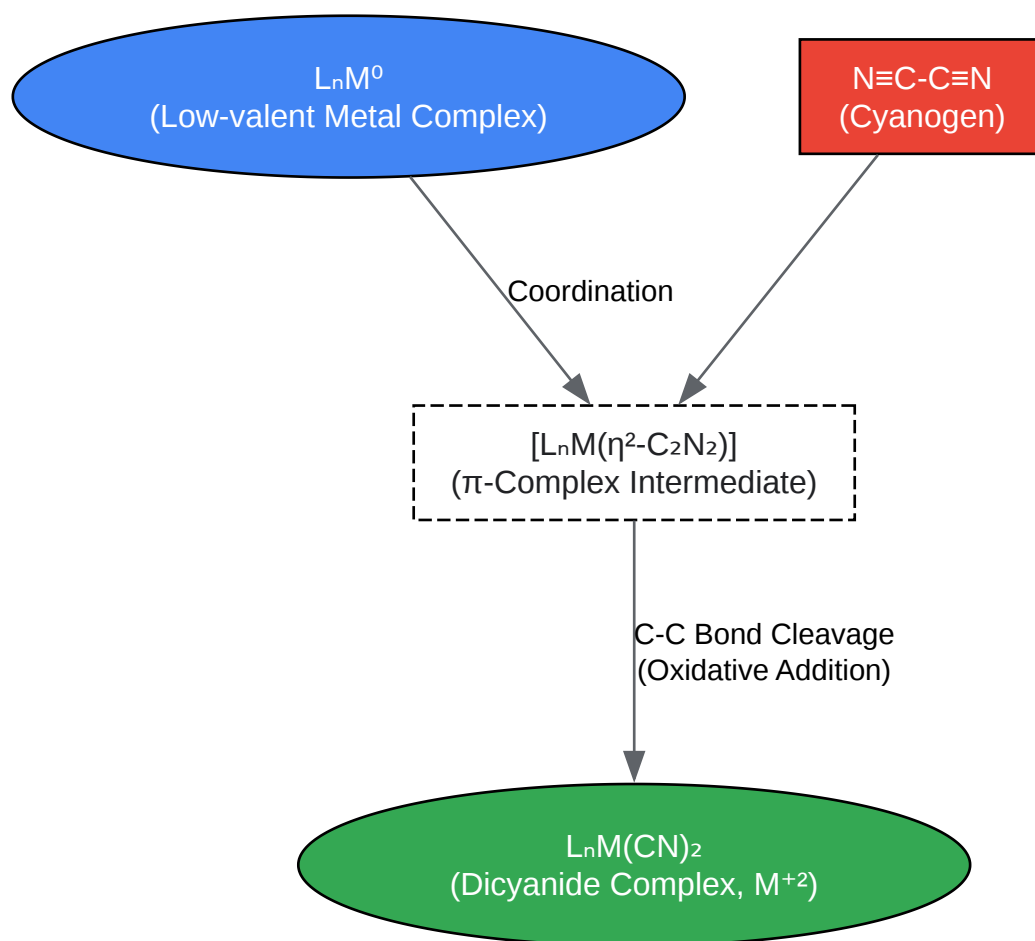 LₙM⁰
(Low-valent Metal Complex)
N≡C-C≡N
(Cyanogen)
Coordination
[LₙM(η²-C₂N₂)]
(π-Complex Intermediate)
C-C Bond Cleavage
(Oxidative Addition)
LₙM(CN)₂
(Dicyanide Complex, M⁺²)